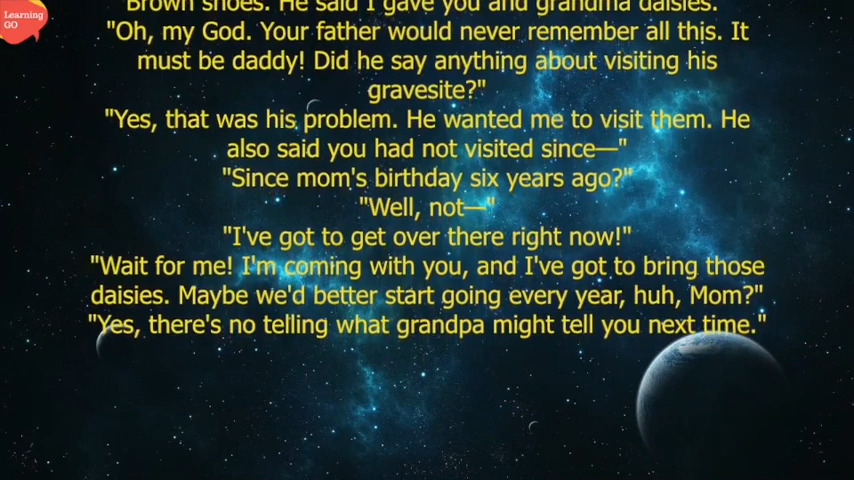 Learning
GO
Brown shoes. He said I gave you and grandma daisies.
"Oh, my God. Your father would never remember all this. It
must be daddy! Did he say anything about visiting his
gravesite?"
"Yes, that was his problem. He wanted me to visit them. He
also said you had not visited since—"
"Since mom's birthday six years ago?"
"Well, not—"
"I've got to get over there right now!"
"Wait for me! I'm coming with you, and I've got to bring those
daisies. Maybe we'd better start going every year, huh, Mom?"
"Yes, there's no telling what grandpa might tell you next time."